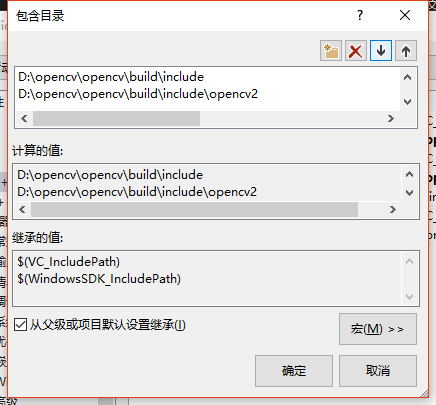 包含目录
D:\opencv\opencv\build\include
D:\opencv\opencv\build\include\opencv2
计算的值:
D:\opencv\opencv\build\include
D:\opencv\opencv\build\include\opencv2
继承的值:
$(VC_IncludePath)
$(WindowsSDK_IncludePath)
从父级或项目默认设置继承(I)
宏(M) >>
确定
取消